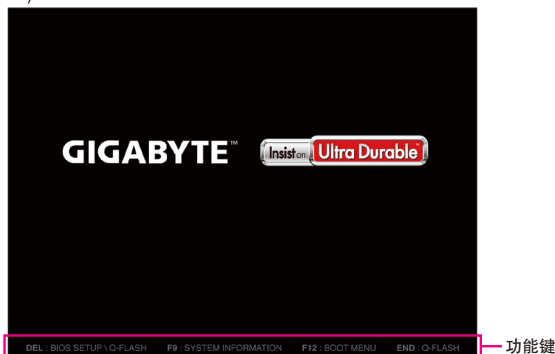 GIGABYTE™
Insist on Ultra Durable™
DEL : BIOS SETUP \ Q-FLASH F9 : SYSTEM INFORMATION F12 : BOOT MENU END : Q-FLASH
功能键